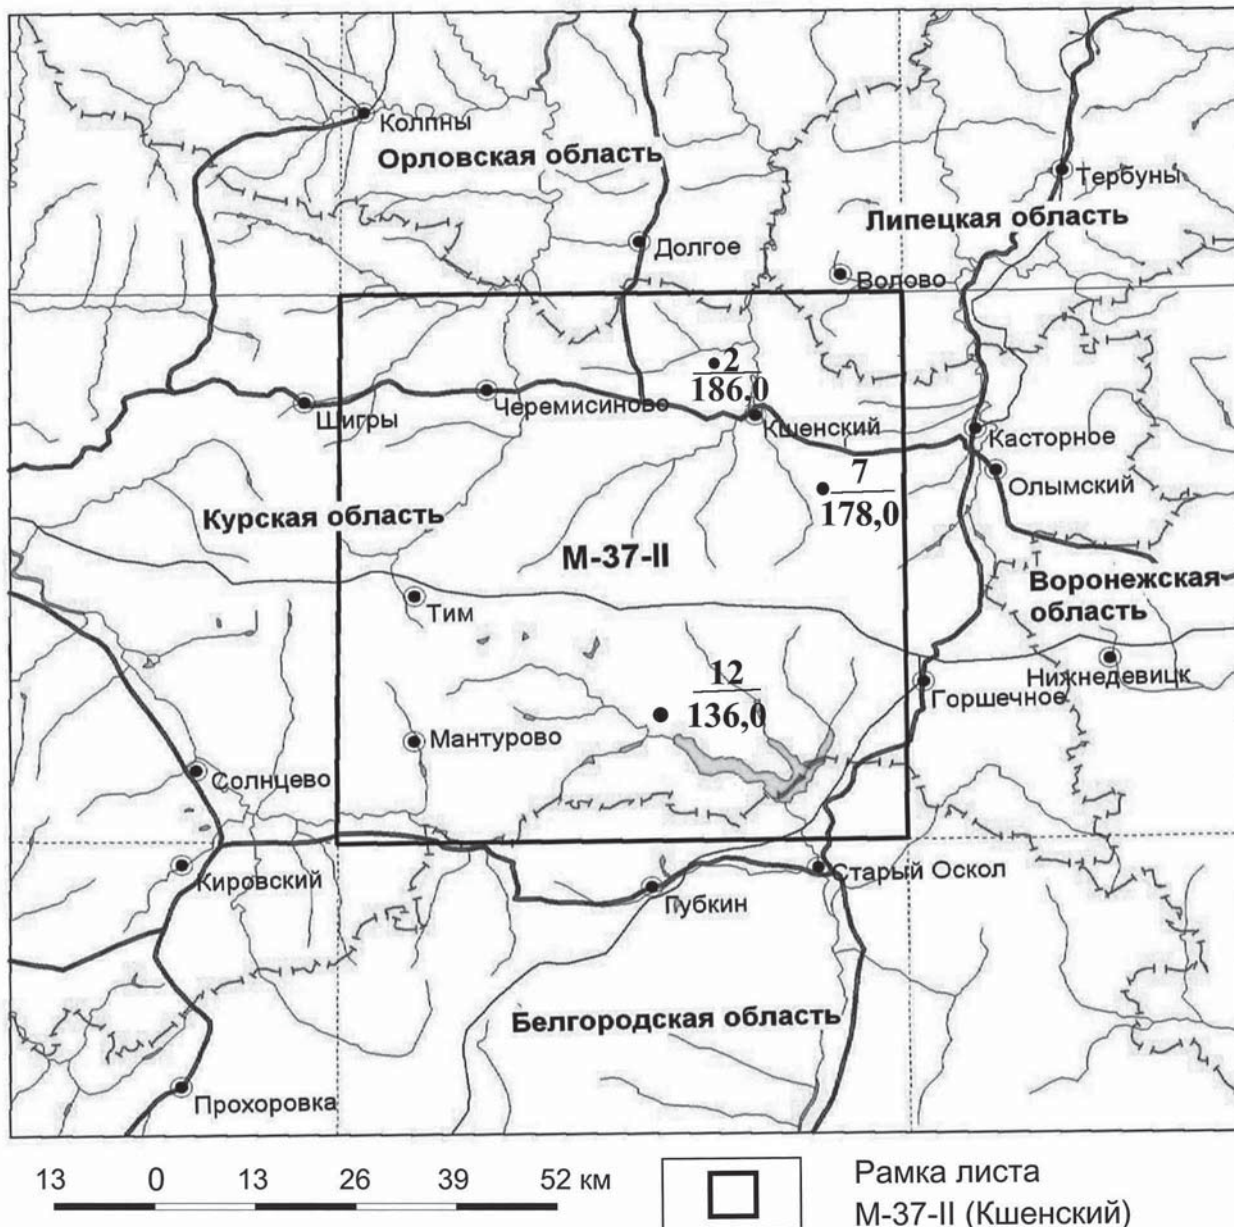 Колпны
Орловская область
Тербуны
Липецкая область
Долгое
Волово
2
186,0
Щигры
Черемисиново
Кшенский
Касторное
7
178,0
Олымский
Курская область
М-37-II
Воронежская
область
Тим
12
136,0
Нижнедевицк
Горшечное
Мантурово
Солнцево
Кировский
Старый Оскол
Губкин
Белгородская область
Прохоровка
13 0 13 26 39 52 км
Рамка листа
М-37-II (Кшенский)